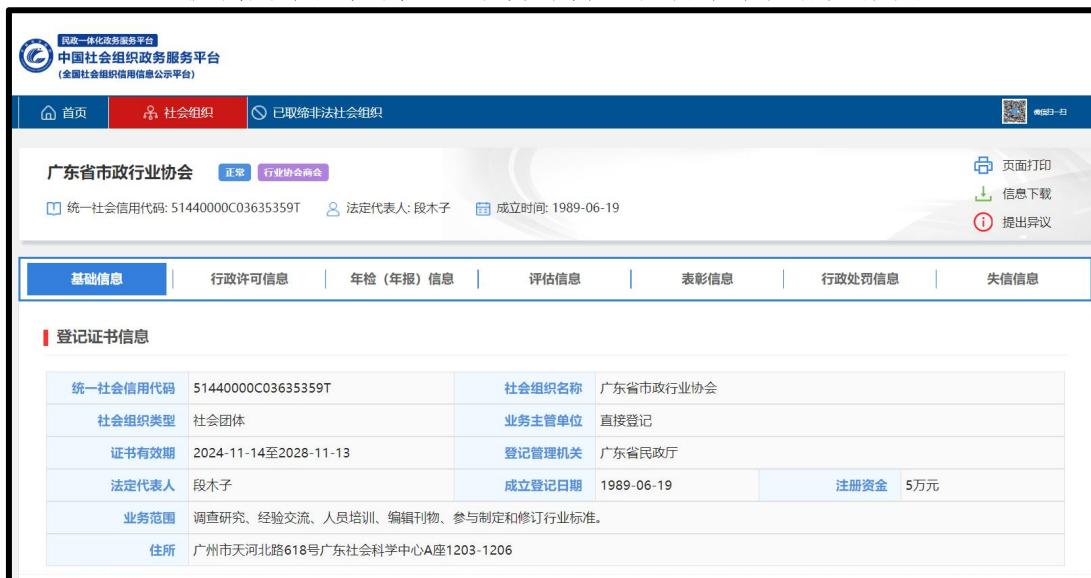 民政一体化政务服务平台
中国社会组织政务服务平台
(全国社会组织信用信息公示平台)
首页 社会组织 已取缔非法社会组织 微信扫一扫
广东省市政行业协会 正常 行业协会商会
页面打印
统一社会信用代码: 51440000C03635359T 法定代表人: 段木子 成立时间: 1989-06-19
信息下载
提出异议
基础信息 行政许可信息 年检（年报）信息 评估信息 表彰信息 行政处罚信息 失信信息
登记证书信息
统一社会信用代码 51440000C03635359T 社会组织名称 广东省市政行业协会
社会组织类型 社会团体 业务主管单位 直接登记
证书有效期 2024-11-14至2028-11-13 登记管理机关 广东省民政厅
法定代表人 段木子 成立登记日期 1989-06-19 注册资金 5万元
业务范围 调查研究、经验交流、人员培训、编辑刊物、参与制定和修订行业标准。
住所 广州市天河北路618号广东社会科学中心A座1203-1206